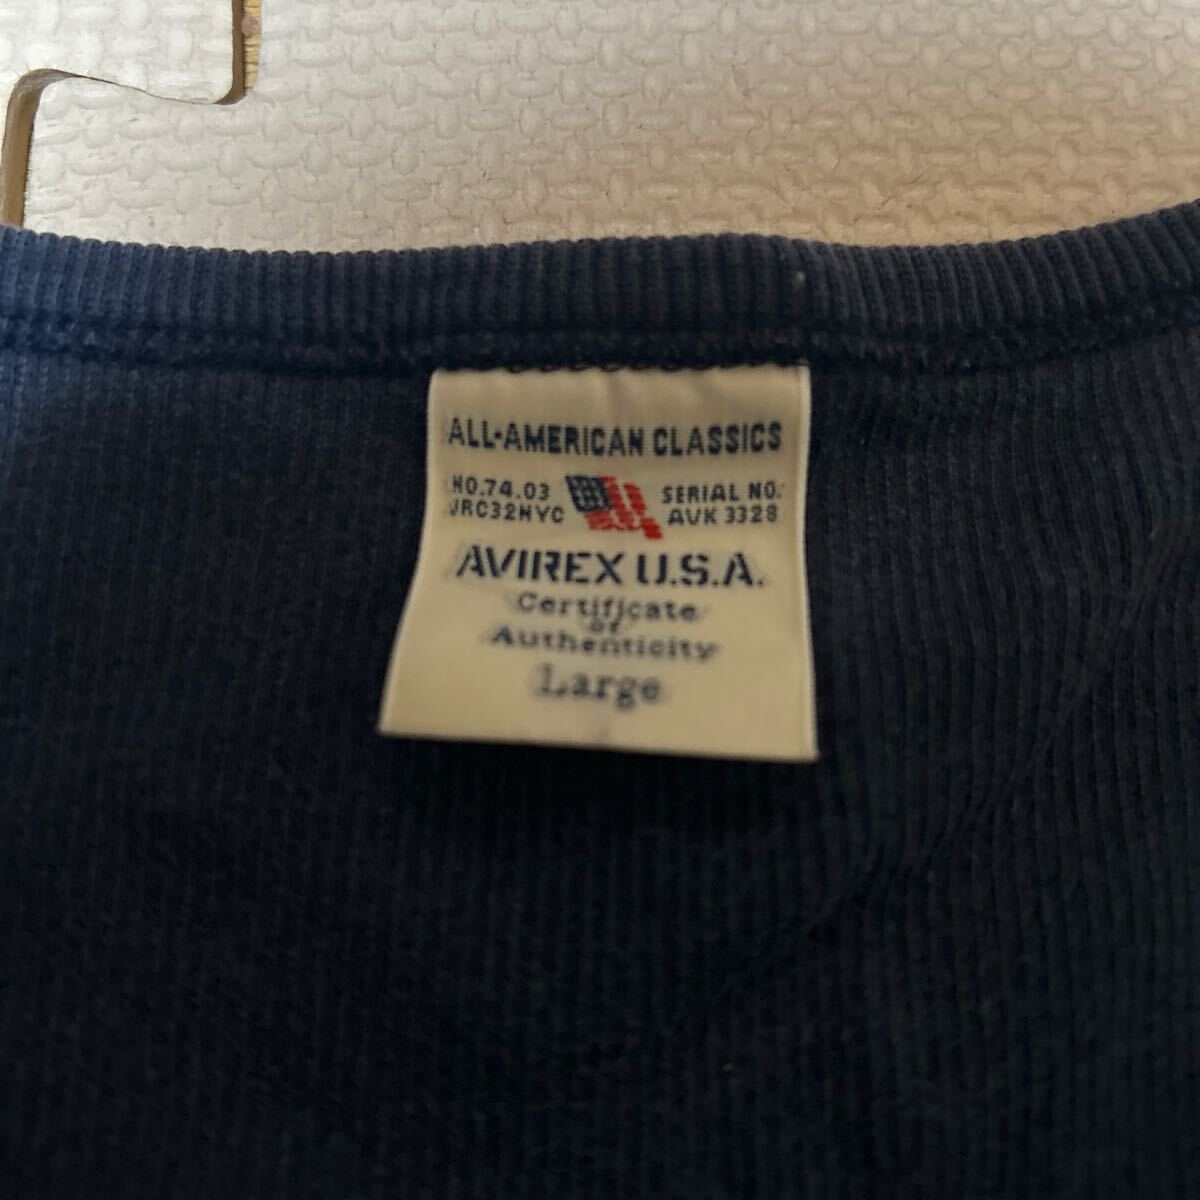 ALL-AMERICAN CLASSICS
NO.74.03 SERIAL NO.
JRC32NYC AVK 3328
AVIREX U.S.A.
Certificate
of
Authenticity
Large